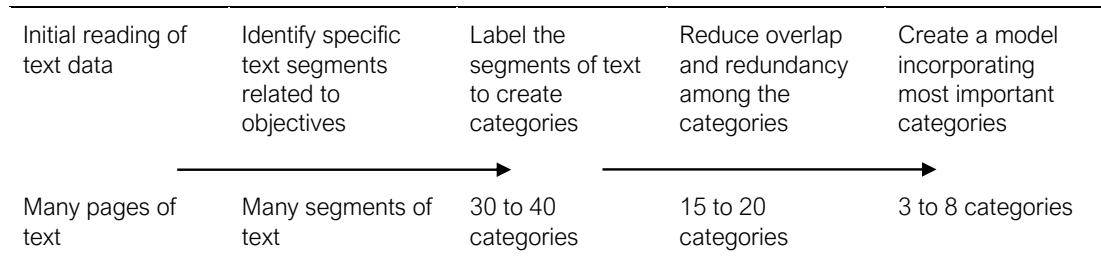 Initial reading of
text data
Identify specific
text segments
related to
objectives
Label the
segments of text
to create
categories
Reduce overlap
and redundancy
among the
categories
Create a model
incorporating
most important
categories
Many pages of
text
Many segments of
text
30 to 40
categories
15 to 20
categories
3 to 8 categories